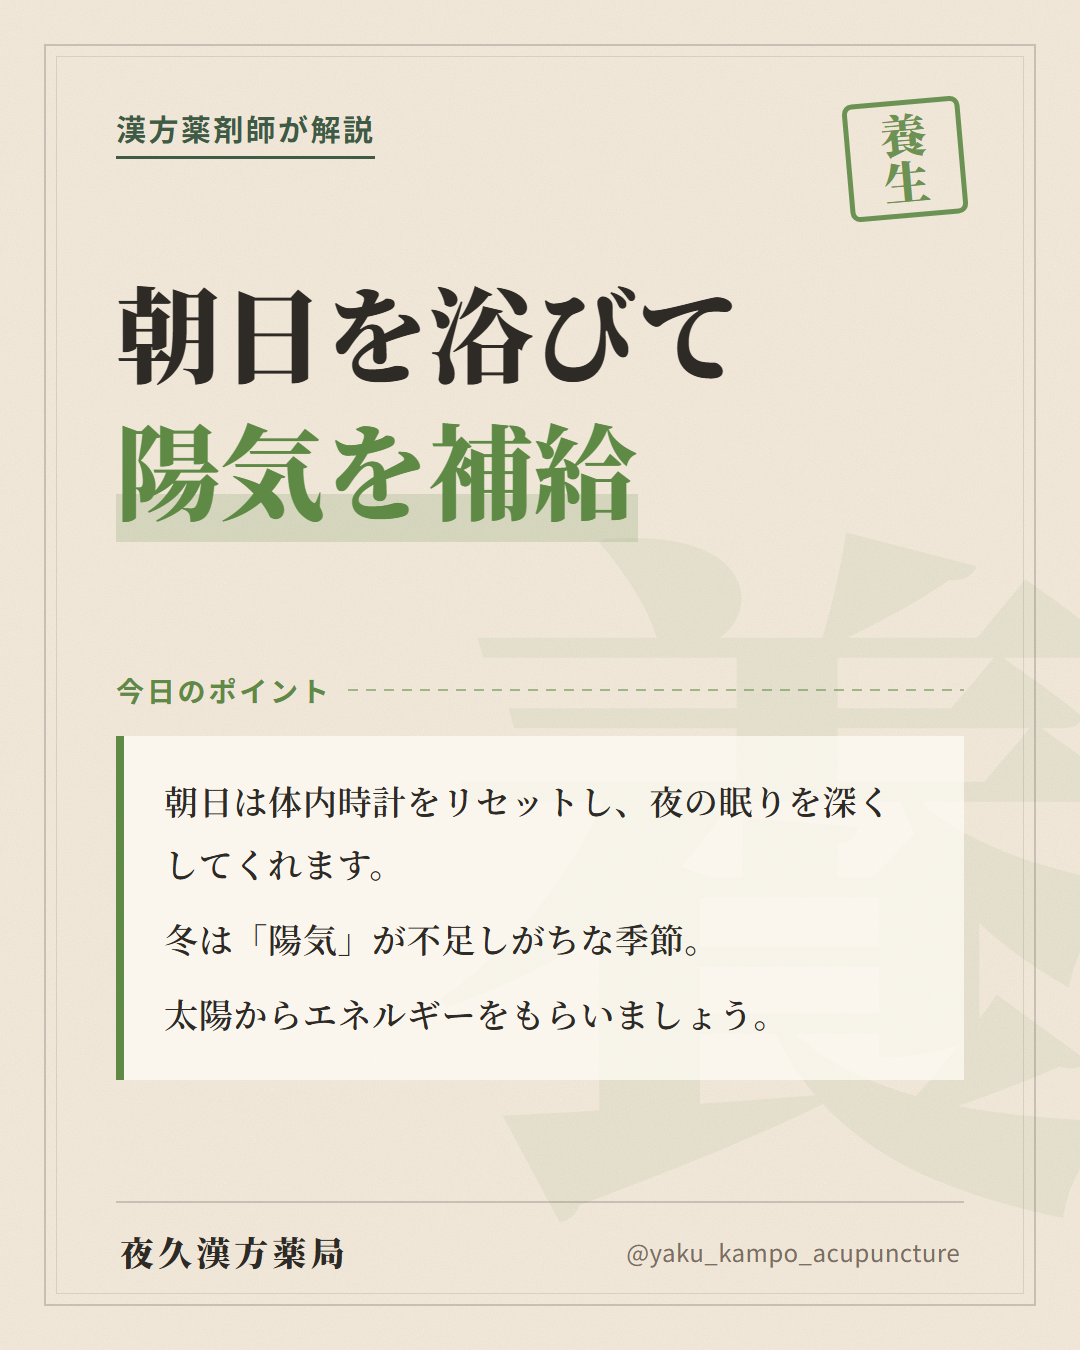 漢方薬剤師が解説
養
生
朝日を浴びて
陽気を補給
今日のポイント
朝日は体内時計をリセットし、夜の眠りを深く
してくれます。
冬は「陽気」が不足しがちな季節。
太陽からエネルギーをもらいましょう。
養
夜久漢方薬局
@yaku_kampo_acupuncture